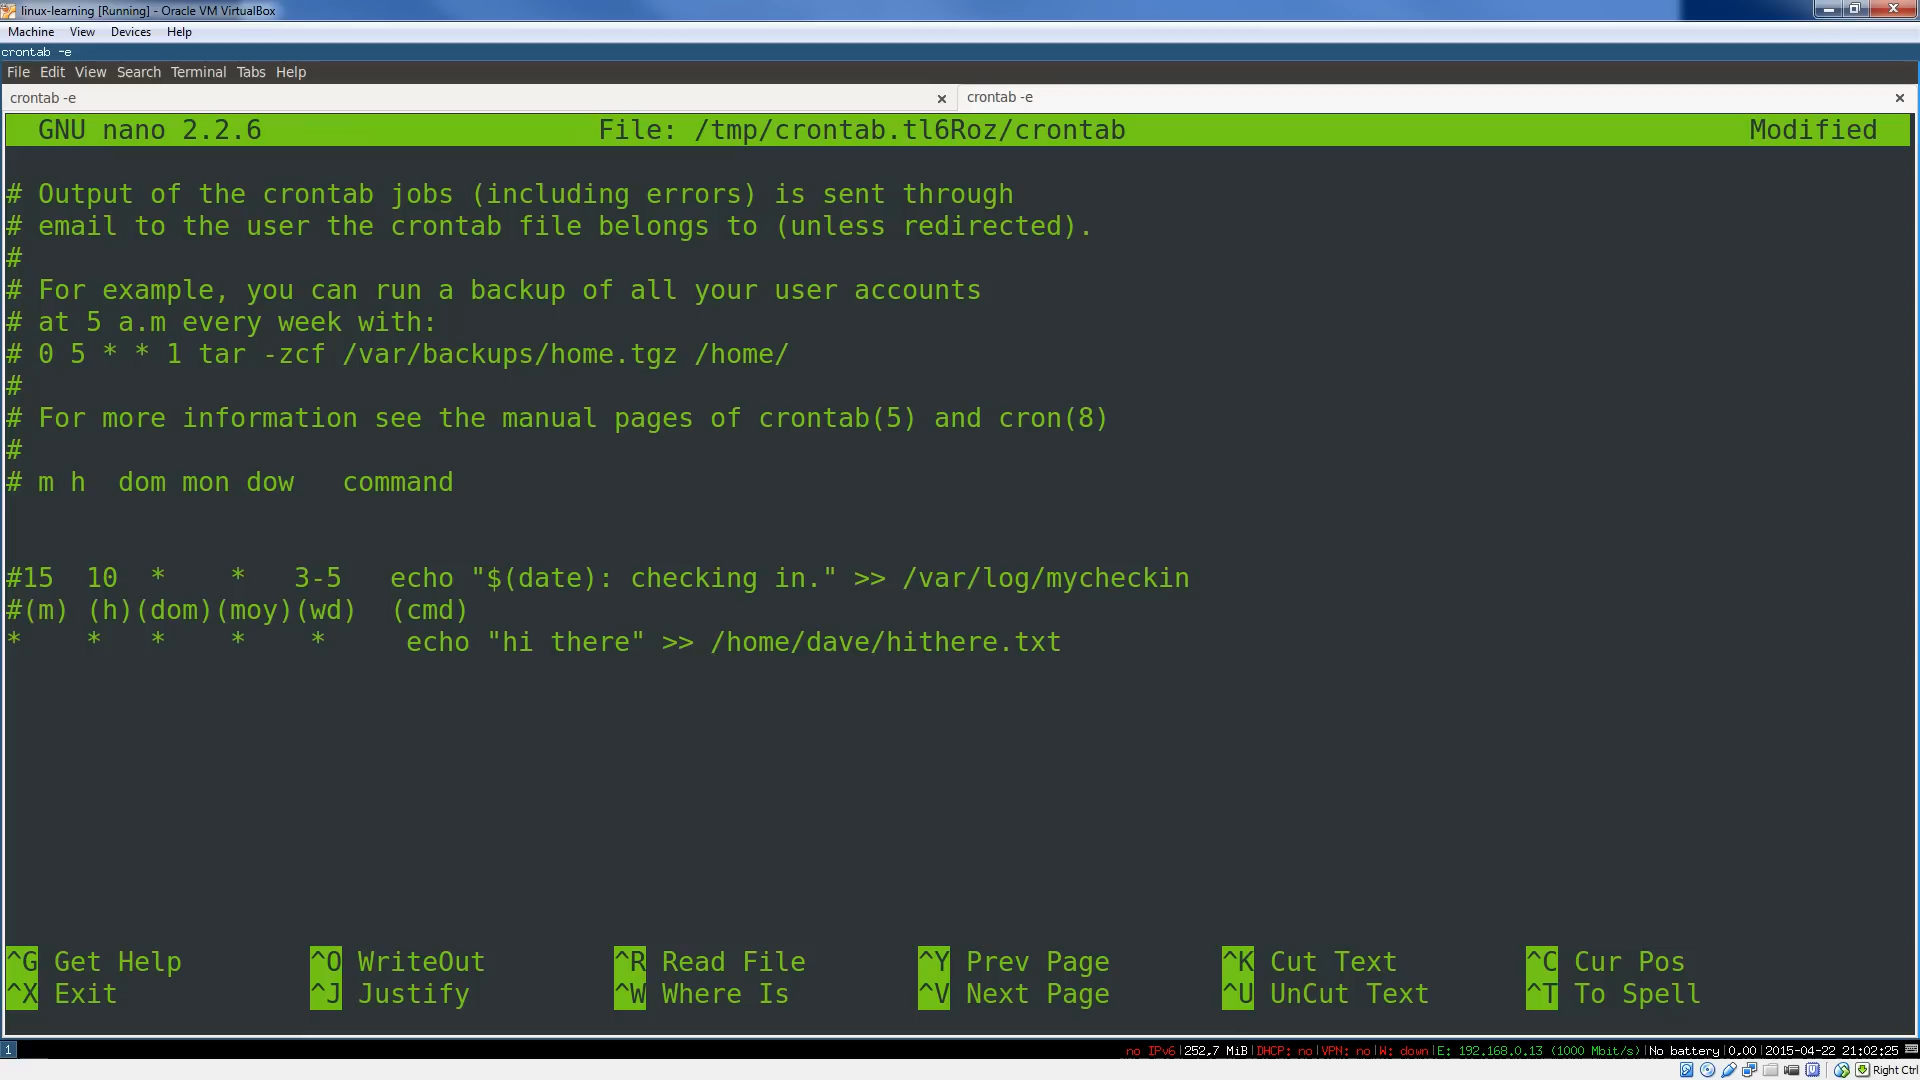 linux-learning [Running] - Oracle VM VirtualBox
Machine View Devices Help
crontab -e
File Edit View Search Terminal Tabs Help
crontab -e × crontab -e ×
GNU nano 2.2.6 File: /tmp/crontab.tl6Roz/crontab Modified
# Output of the crontab jobs (including errors) is sent through
# email to the user the crontab file belongs to (unless redirected).
#
# For example, you can run a backup of all your user accounts
# at 5 a.m every week with:
# 0 5 * * 1 tar -zcf /var/backups/home.tgz /home/
#
# For more information see the manual pages of crontab(5) and cron(8)
#
# m h  dom mon dow   command
#15  10  *    *   3-5   echo "$(date): checking in." >> /var/log/mycheckin
#(m) (h)(dom)(moy)(wd)  (cmd)
*    *   *    *    *     echo "hi there" >> /home/dave/hithere.txt
^G Get Help ^O WriteOut ^R Read File ^Y Prev Page ^K Cut Text ^C Cur Pos
^X Exit ^J Justify ^W Where Is ^V Next Page ^U UnCut Text ^T To Spell
1 no IPv6|252,7 MiB|DHCP: no|VPN: no|W: down|E: 192.168.0.13 (1000 Mbit/s)|No battery|0,00|2015-04-22 21:02:25
Right Ctrl